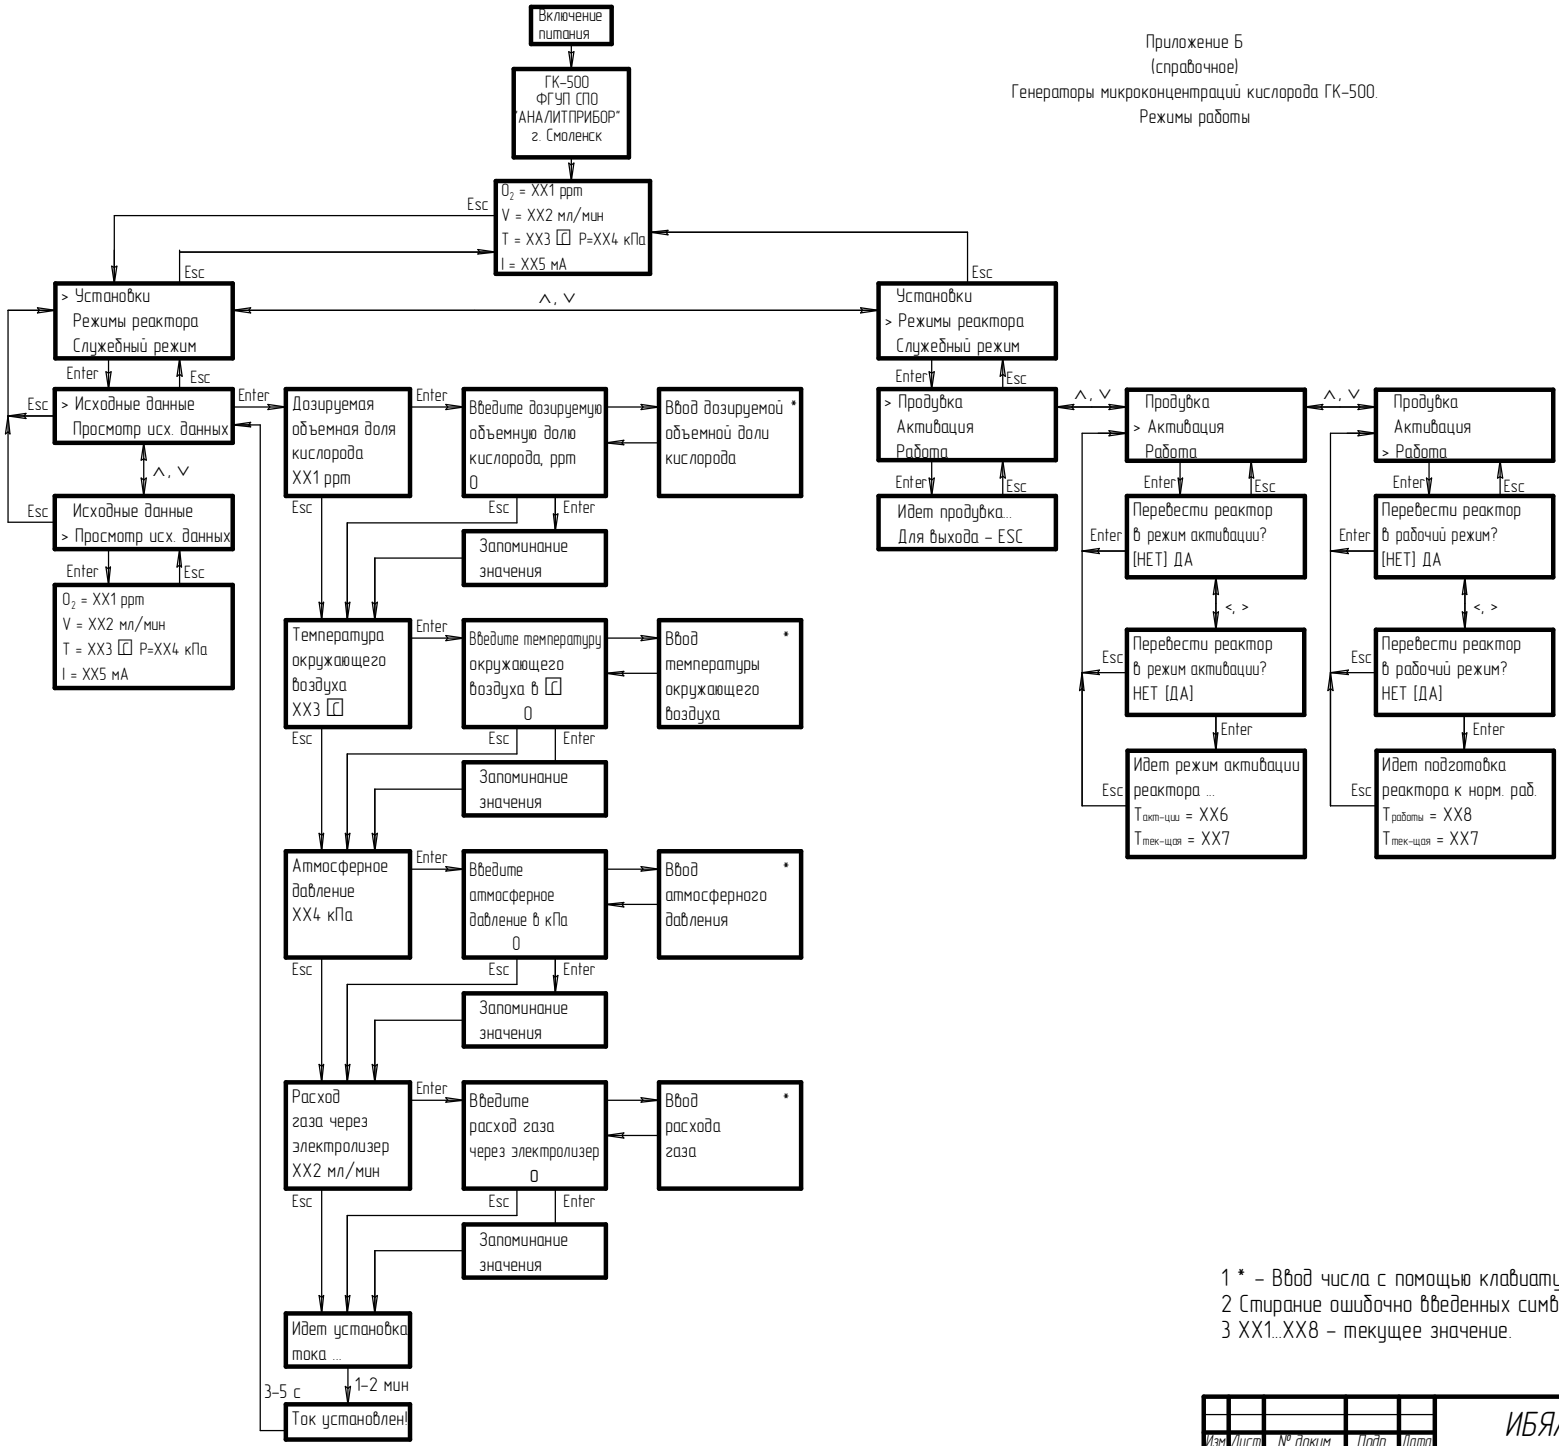 Включение
питания
Приложение Б
(справочное)
Генераторы микроконцентраций кислорода ГК-500.
Режимы работы
ГК-500
ФГУП СПО
"АНАЛИТПРИБОР"
г. Смоленск
O2 = XX1 ppm
V = XX2 мл/мин
T = XX3 °С P=XX4 кПа
I = XX5 мА
Esc
Esc
Esc
> Установки
Режимы реактора
Служебный режим
∧, ∨
Установки
> Режимы реактора
Служебный режим
Enter
Esc
Esc
> Исходные данные
Просмотр исх. данных
∧, ∨
Esc
Исходные данные
> Просмотр исх. данных
Enter
Esc
O2 = XX1 ppm
V = XX2 мл/мин
T = XX3 °С P=XX4 кПа
I = XX5 мА
Enter
Дозируемая
объемная доля
кислорода
XX1 ppm
Enter
Введите дозируемую
объемную долю
кислорода, ppm
0
Ввод дозируемой *
объемной доли
кислорода
Esc
Esc
Enter
Запоминание
значения
Температура
окружающего
воздуха
XX3 °С
Enter
Введите температуру
окружающего
воздуха в °С
0
Ввод *
температуры
окружающего
воздуха
Esc
Esc
Enter
Запоминание
значения
Атмосферное
давление
XX4 кПа
Enter
Введите
атмосферное
давление в кПа
0
Ввод *
атмосферного
давления
Esc
Esc
Enter
Запоминание
значения
Расход
газа через
электролизер
XX2 мл/мин
Enter
Введите
расход газа
через электролизер
0
Ввод *
расхода
газа
Esc
Esc
Enter
Запоминание
значения
Идет установка
тока ...
3-5 с
1-2 мин
Ток установлен!
Enter
Esc
> Продувка
Активация
Работа
∧, ∨
Продувка
> Активация
Работа
∧, ∨
Продувка
Активация
> Работа
Enter
Esc
Идет продувка...
Для выхода – ESC
Enter
Esc
Enter
Перевести реактор
в режим активации?
[НЕТ] ДА
<, >
Esc
Перевести реактор
в режим активации?
НЕТ [ДА]
Enter
Esc
Идет режим активации
реактора ...
Tакт-ции = XX6
Tтек-щая = XX7
Enter
Esc
Enter
Перевести реактор
в рабочий режим?
[НЕТ] ДА
<, >
Esc
Перевести реактор
в рабочий режим?
НЕТ [ДА]
Enter
Esc
Идет подготовка
реактора к норм. раб.
Tработы = XX8
Tтек-щая = XX7
1 * – Ввод числа с помощью
2 Стирание ошибочно введенных
3 XX1...XX8 – текущее значение.
Изм Лист № докум. Подп. Дата